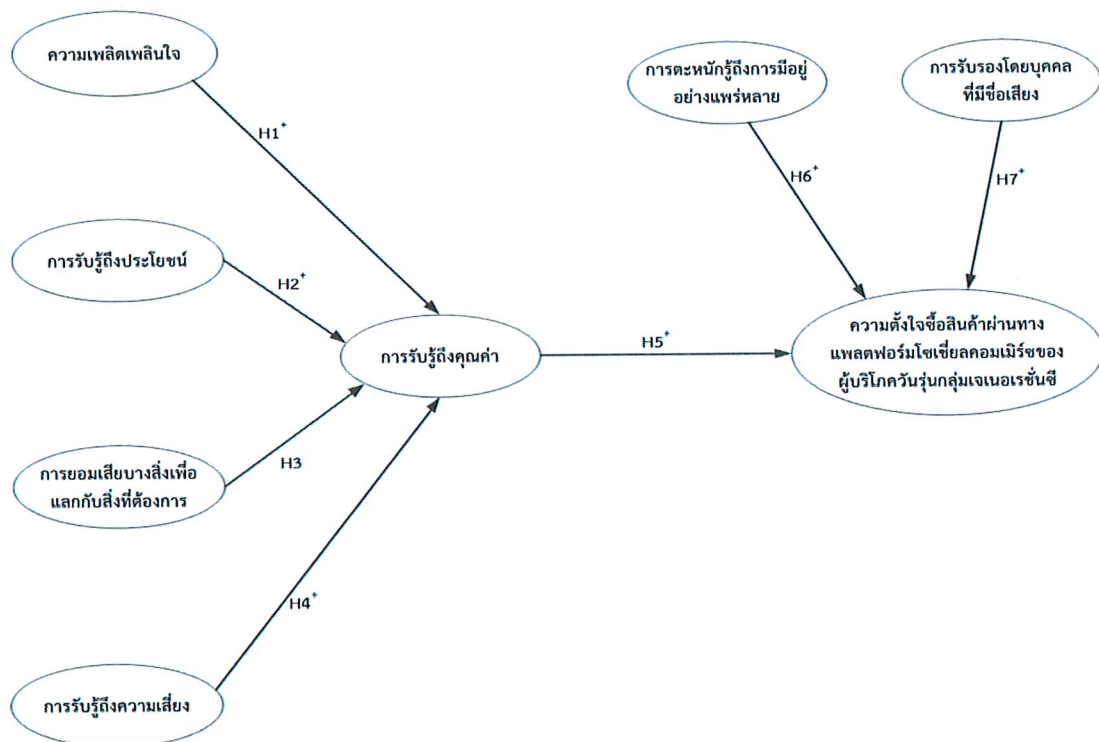 ความเพลิดเพลินใจ
การตะหนักรู้ถึงการมีอยู่
อย่างแพร่หลาย
การรับรองโดยบุคคล
ที่มีชื่อเสียง
H1+
H6+
H7+
การรับรู้ถึงประโยชน์
H2+
การรับรู้ถึงคุณค่า
H5+
ความตั้งใจซื้อสินค้าผ่านทาง
แพลตฟอร์มโซเชี่ยลคอมเมิร์ซของ
ผู้บริโภควันรุ่นกลุ่มเจเนอเรชั่นซี
การยอมเสียบางสิ่งเพื่อ
แลกกับสิ่งที่ต้องการ
H3
H4+
การรับรู้ถึงความเสี่ยง